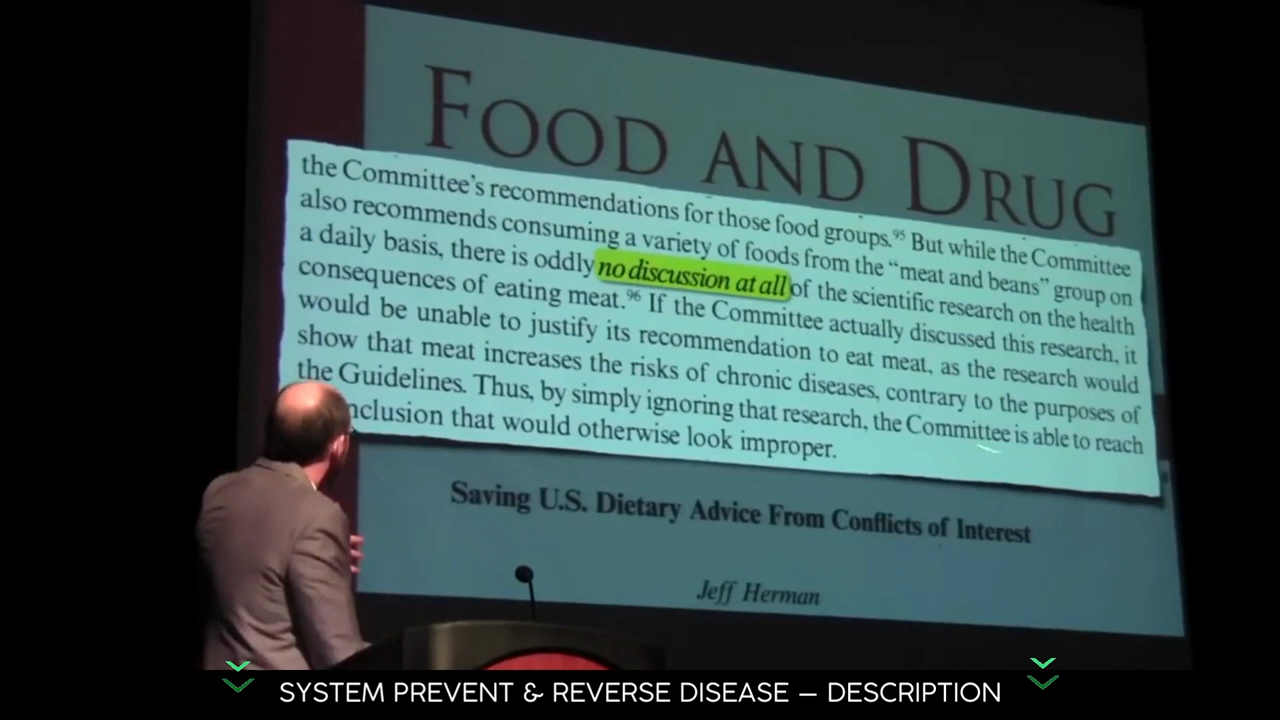 FOOD AND DRUG
the Committee's recommendations for those food groups.95 But while the Committee
also recommends consuming a variety of foods from the "meat and beans" group on
a daily basis, there is oddly no discussion at all of the scientific research on the health
consequences of eating meat.96 If the Committee actually discussed this research, it
would be unable to justify its recommendation to eat meat, as the research would
show that meat increases the risks of chronic diseases, contrary to the purposes of
the Guidelines. Thus, by simply ignoring that research, the Committee is able to reach
nclusion that would otherwise look improper.
Saving U.S. Dietary Advice From Conflicts of Interest
Jeff Herman
SYSTEM PREVENT & REVERSE DISEASE – DESCRIPTION